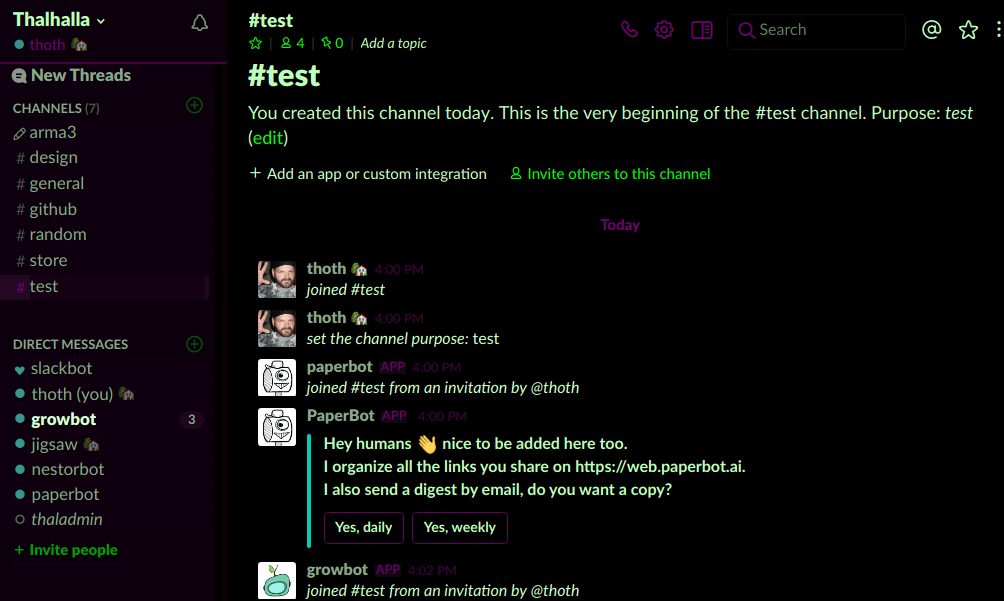 Thalhalla
thoth
New Threads
CHANNELS (7)
arma3
# design
# general
# github
# random
# store
# test
DIRECT MESSAGES
slackbot
thoth (you)
growbot 3
jigsaw
nestorbot
paperbot
thaladmin
+ Invite people
#test
4 | 0 | Add a topic
Search
@
#test
You created this channel today. This is the very beginning of the #test channel. Purpose: test
(edit)
+ Add an app or custom integration Invite others to this channel
Today
thoth 4:00 PM
joined #test
thoth 4:00 PM
set the channel purpose: test
paperbot APP 4:00 PM
joined #test from an invitation by @thoth
PaperBot APP 4:00 PM
Hey humans 👋 nice to be added here too.
I organize all the links you share on https://web.paperbot.ai.
I also send a digest by email, do you want a copy?
Yes, daily Yes, weekly
growbot APP 4:02 PM
joined #test from an invitation by @thoth